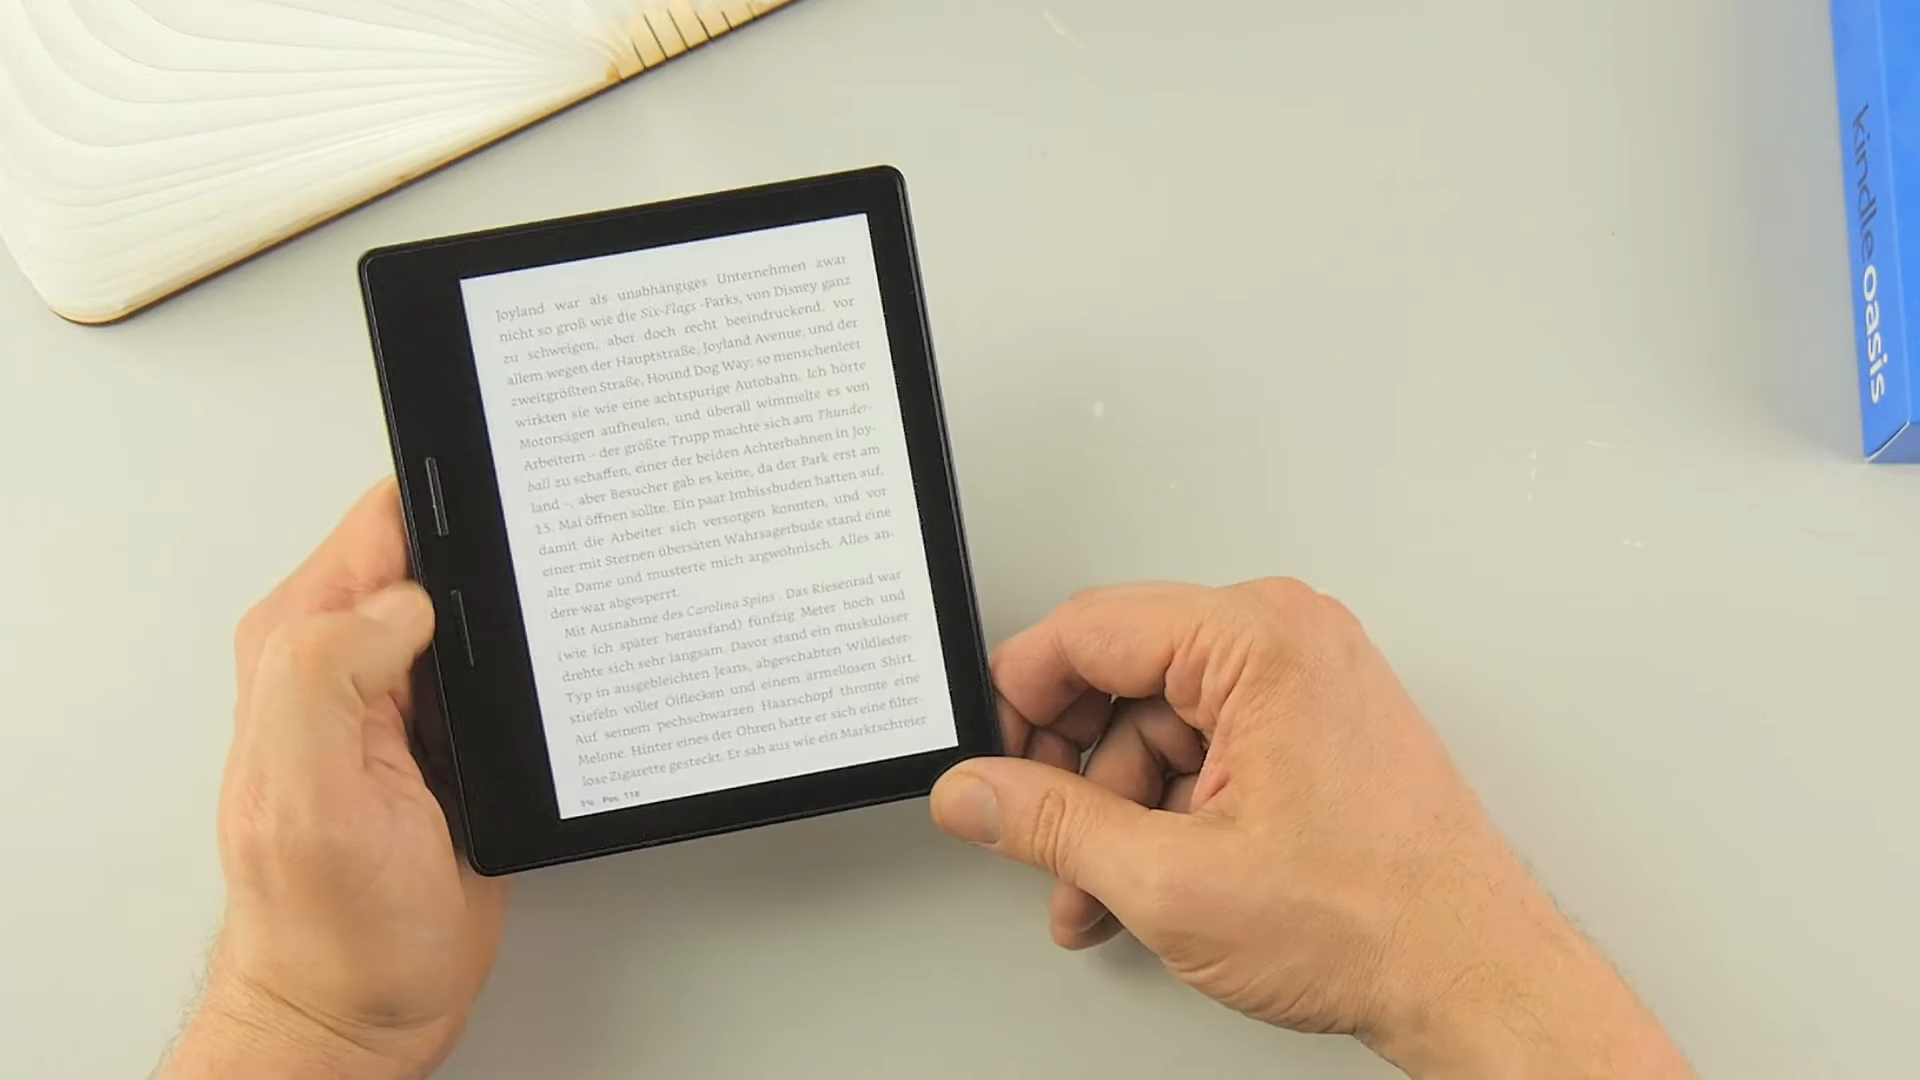 Joyland war als unabhängiges Unternehmen zwar
nicht so groß wie die Six-Flags -Parks, von Disney ganz
zu schweigen, aber doch recht beeindruckend, vor
allem wegen der Hauptstraße, Joyland Avenue, und der
zweitgrößten Straße, Hound Dog Way; so menschenleer
wirkten sie wie eine achtspurige Autobahn. Ich hörte
Motorsägen aufheulen, und überall wimmelte es von
Arbeitern – der größte Trupp machte sich am Thunder-
ball zu schaffen, einer der beiden Achterbahnen in Joy-
land –, aber Besucher gab es keine, da der Park erst am
15. Mai öffnen sollte. Ein paar Imbissbuden hatten auf,
damit die Arbeiter sich versorgen konnten, und vor
einer mit Sternen übersäten Wahrsagerbude stand eine
alte Dame und musterte mich argwöhnisch. Alles an-
dere war abgesperrt.
Mit Ausnahme des Carolina Spins . Das Riesenrad war
(wie ich später herausfand) fünfzig Meter hoch und
drehte sich sehr langsam. Davor stand ein muskulöser
Typ in ausgebleichten Jeans, abgeschabten Wildleder-
stiefeln voller Ölflecken und einem ärmellosen Shirt.
Auf seinem pechschwarzen Haarschopf thronte eine
Melone. Hinter eines der Ohren hatte er sich eine filter-
lose Zigarette gesteckt. Er sah aus wie ein Marktschreier
3% Pos. 118
kindle oasis